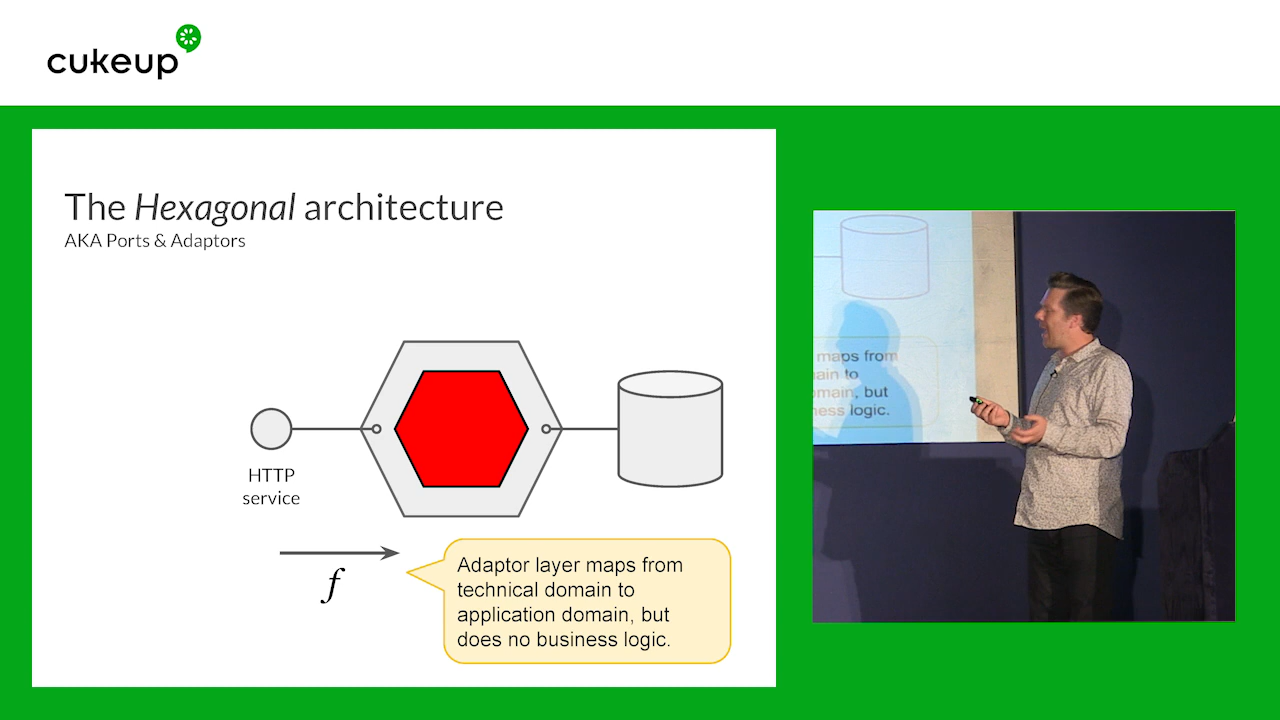 cukeup
The Hexagonal architecture
AKA Ports & Adaptors
HTTP
service
f
Adaptor layer maps from
technical domain to
application domain, but
does no business logic.
maps from
ain to
omain, but
ness logic.